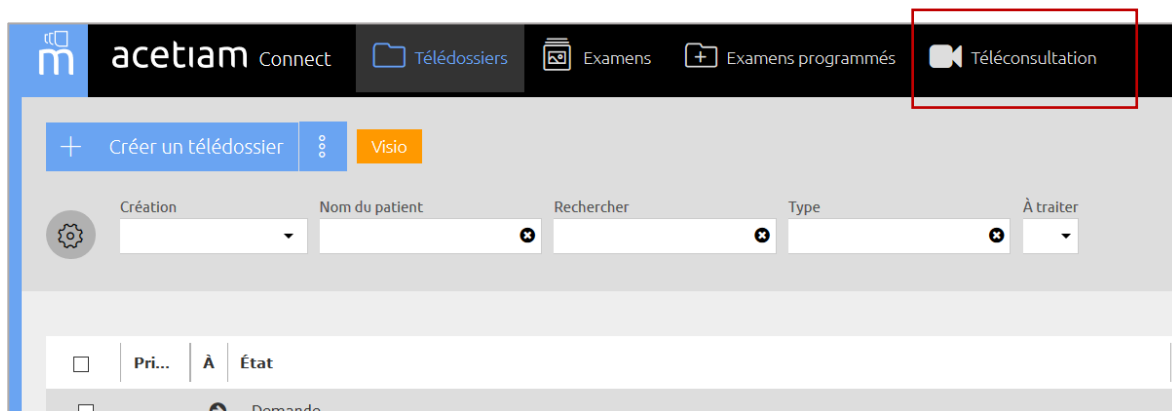 m acetiam Connect Télédossiers Examens Examens programmés Téléconsultation
+ Créer un télédossier Visio
Création Nom du patient Rechercher Type À traiter
Pri... À État
Demande